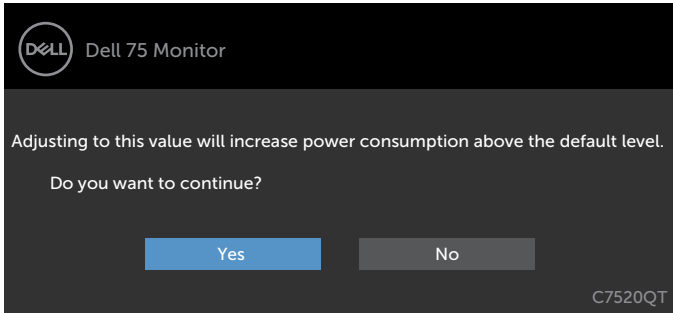 DELL
Dell 75 Monitor
Adjusting to this value will increase power consumption above the default level.
Do you want to continue?
Yes
No
C7520QT